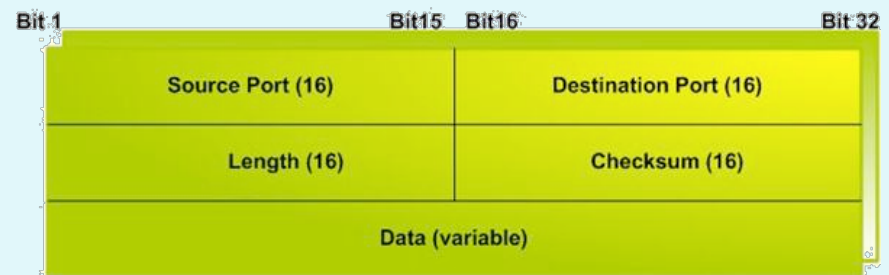 Bit 1 Bit15 Bit16 Bit 32
Source Port (16) Destination Port (16)
Length (16) Checksum (16)
Data (variable)